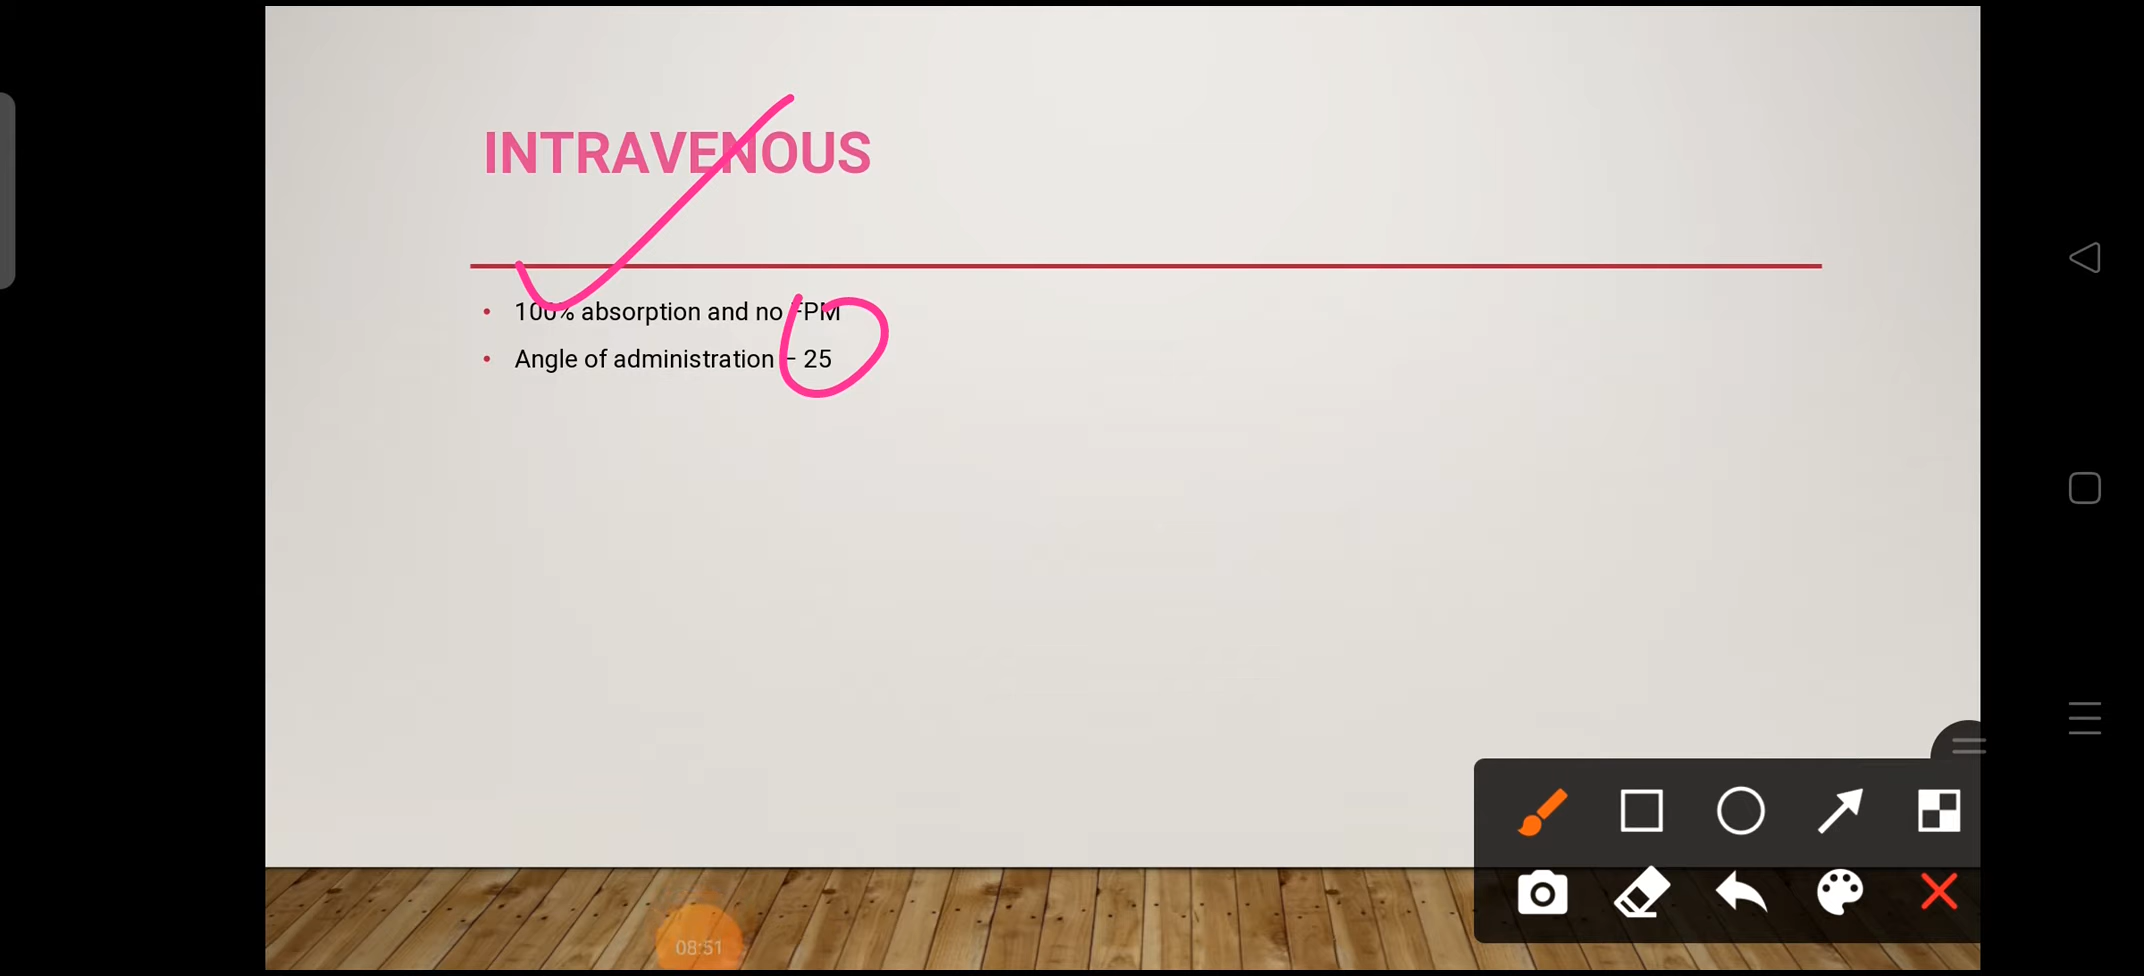 INTRAVENOUS
• 100% absorption and no FPM
• Angle of administration – 25
08:51